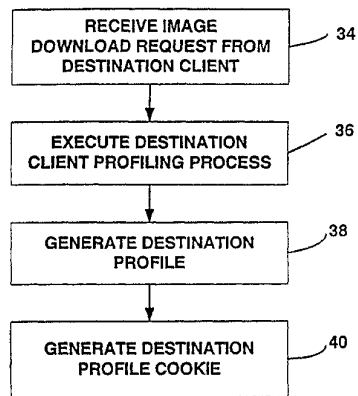 RECEIVE IMAGE
DOWNLOAD REQUEST FROM
DESTINATION CLIENT
34
EXECUTE DESTINATION
CLIENT PROFILING PROCESS
36
GENERATE DESTINATION
PROFILE
38
GENERATE DESTINATION
PROFILE COOKIE
40